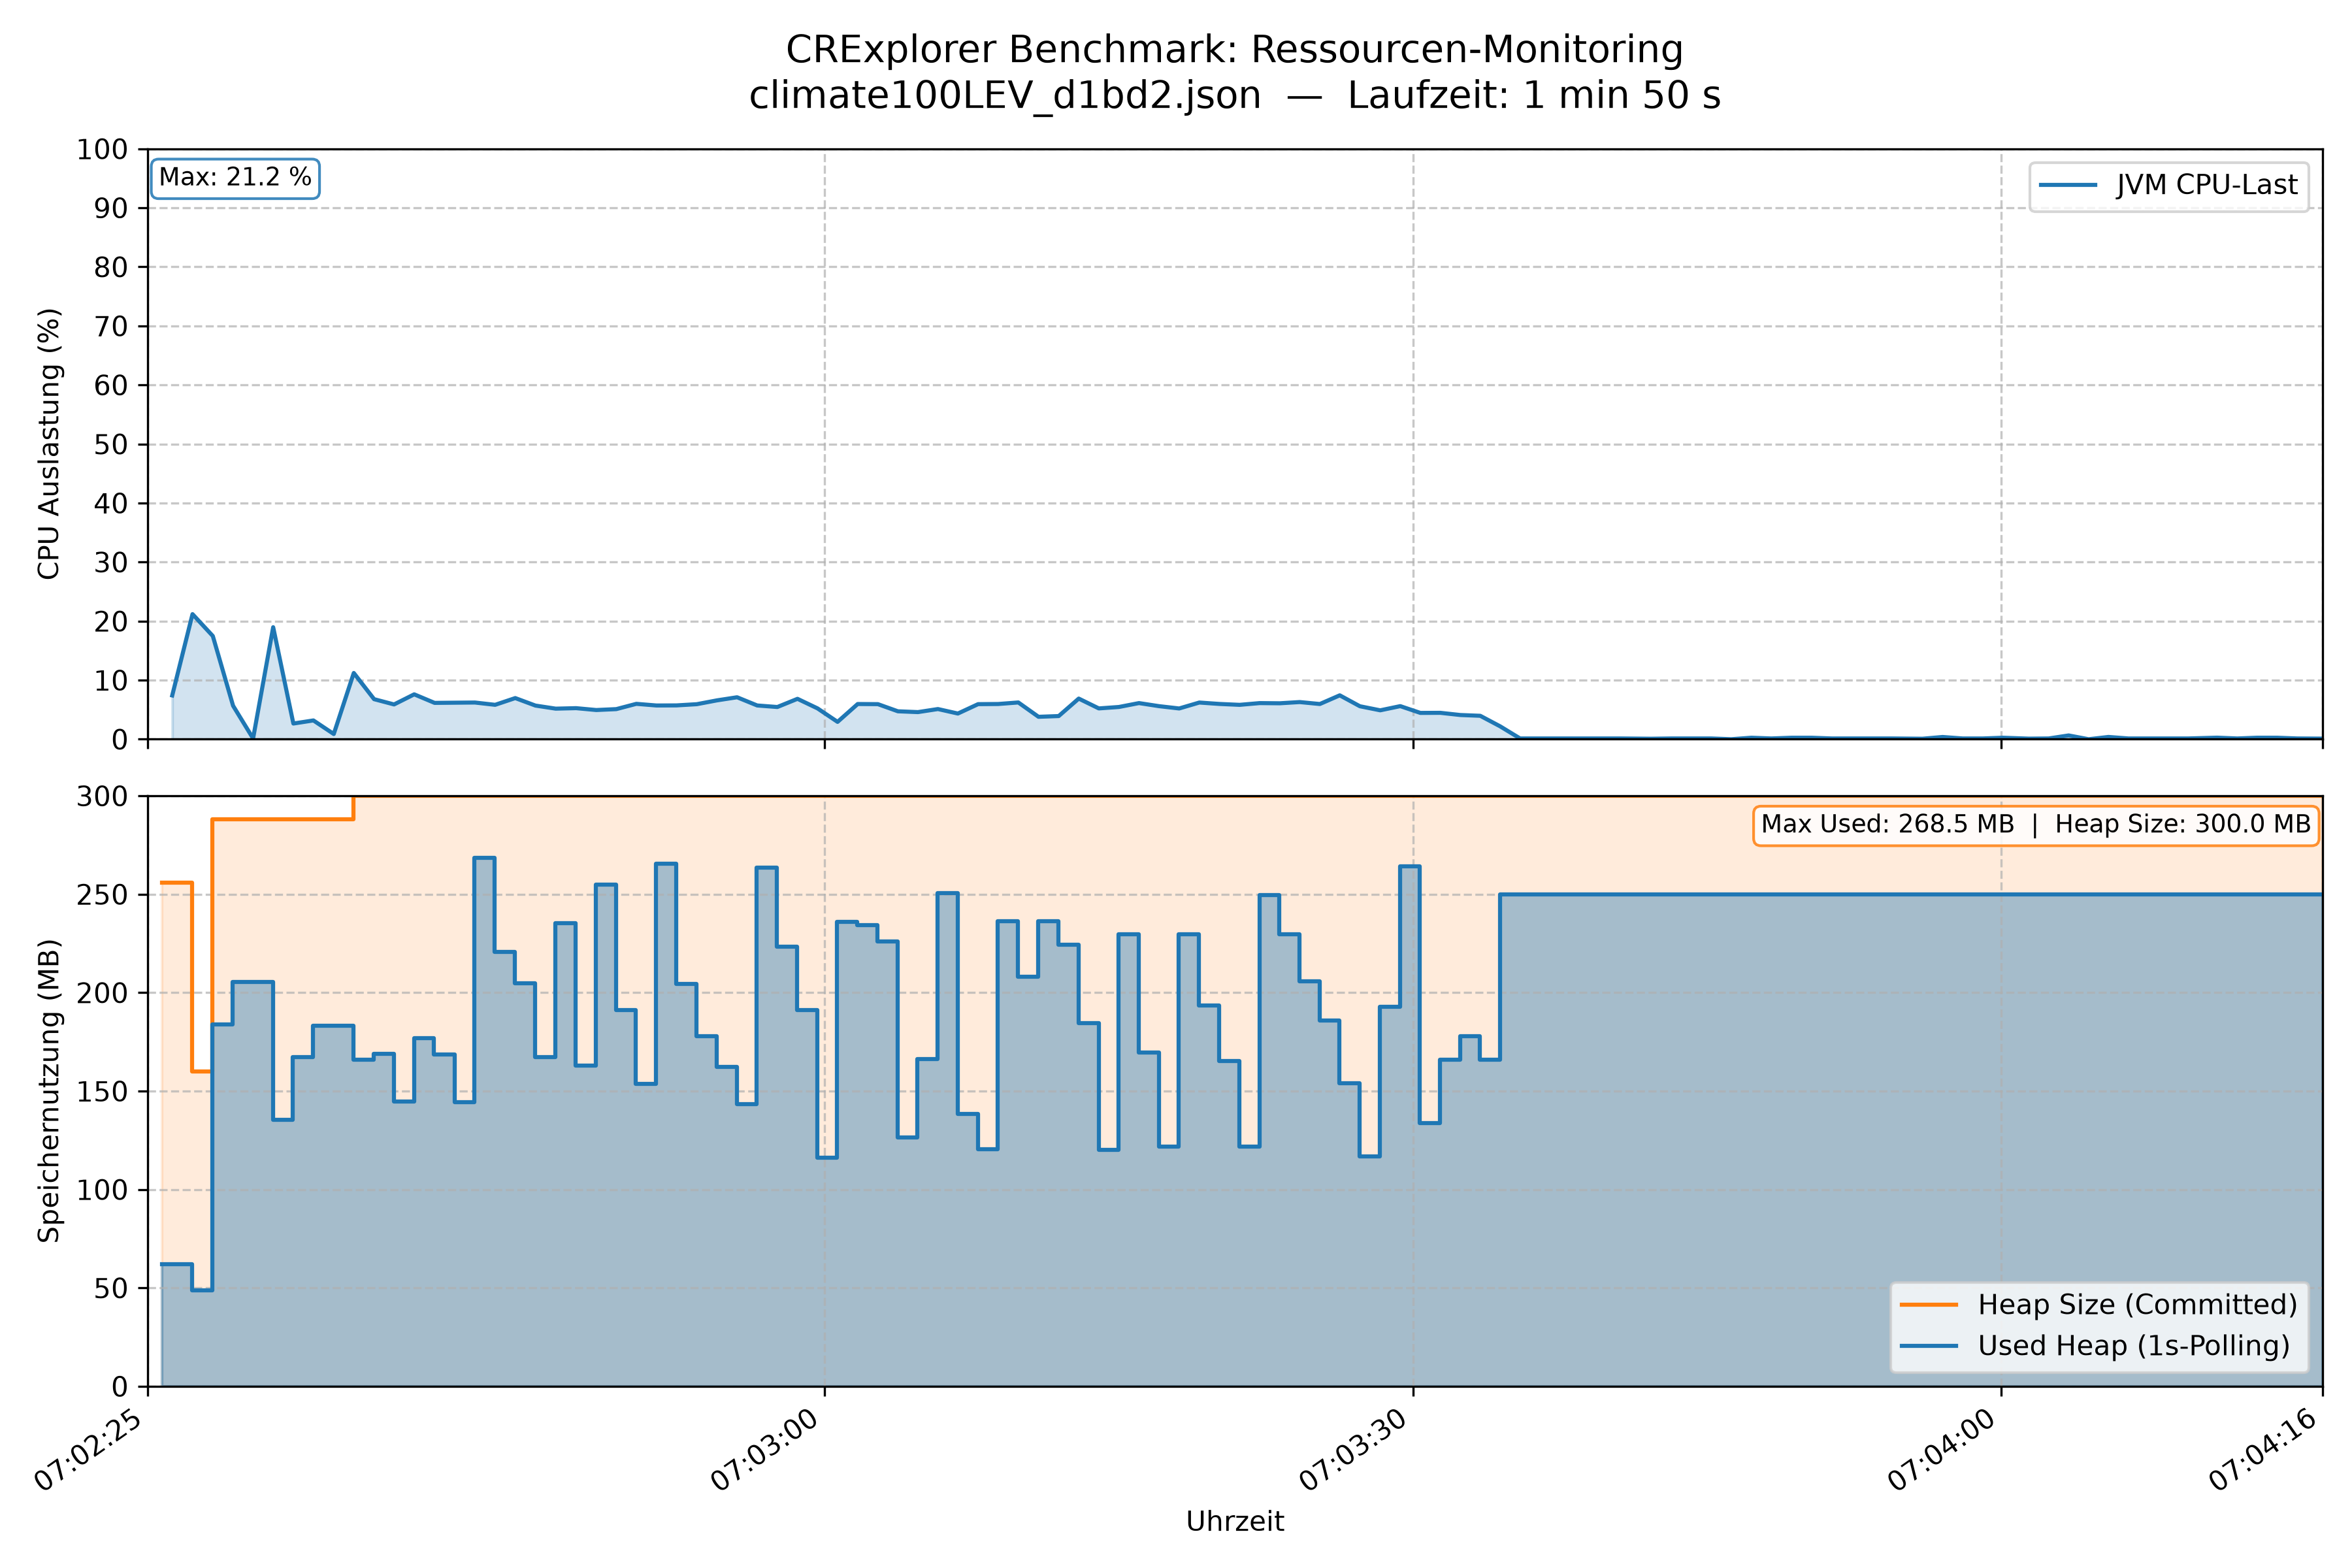 CRExplorer Benchmark: Ressourcen-Monitoring
climate100LEV_d1bd2.json — Laufzeit: 1 min 50 s
CPU Auslastung (%)
100
90
80
70
60
50
40
30
20
10
0
Max: 21.2 %
JVM CPU-Last
Speichernutzung (MB)
300
250
200
150
100
50
0
Max Used: 268.5 MB | Heap Size: 300.0 MB
Heap Size (Committed)
Used Heap (1s-Polling)
07:02:25
07:03:00
07:03:30
07:04:00
07:04:16
Uhrzeit